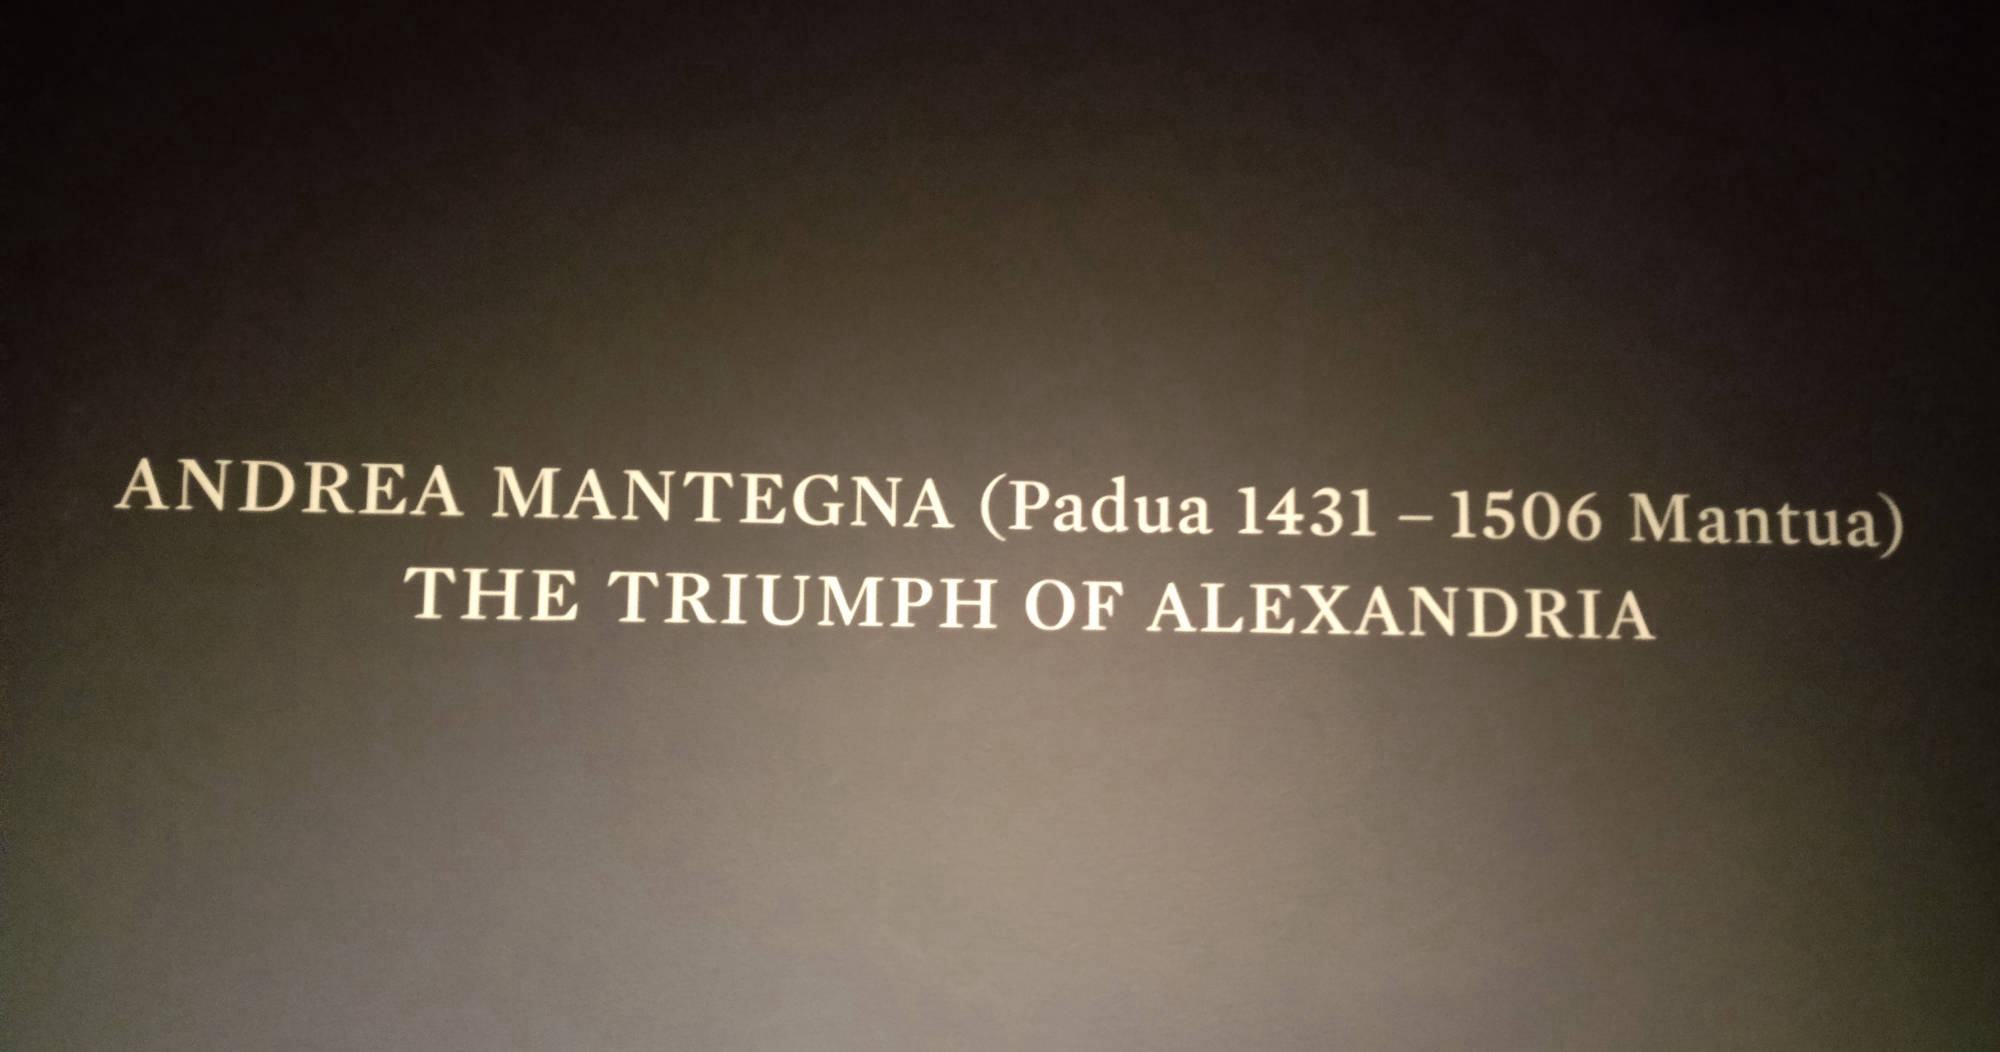 ANDREA MANTEGNA (Padua 1431 – 1506 Mantua)
THE TRIUMPH OF ALEXANDRIA